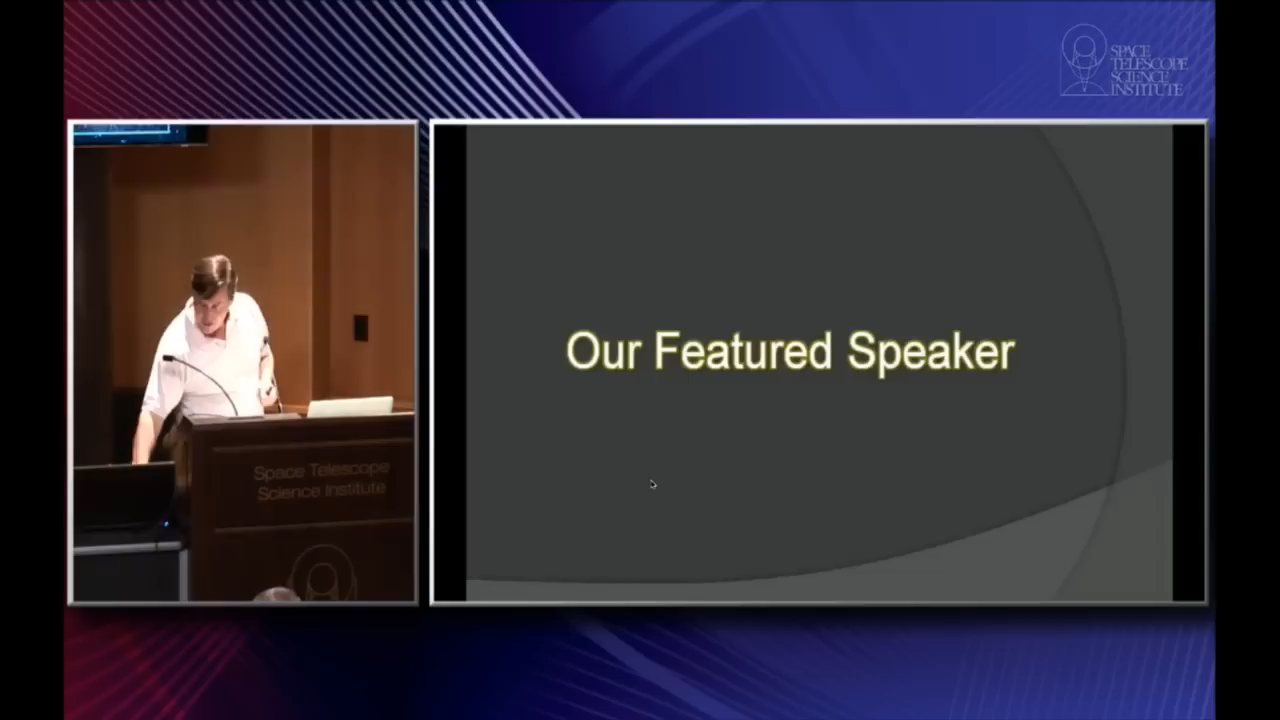 SPACE
TELESCOPE
SCIENCE
INSTITUTE
Our Featured Speaker
Space Telescope
Science Institute